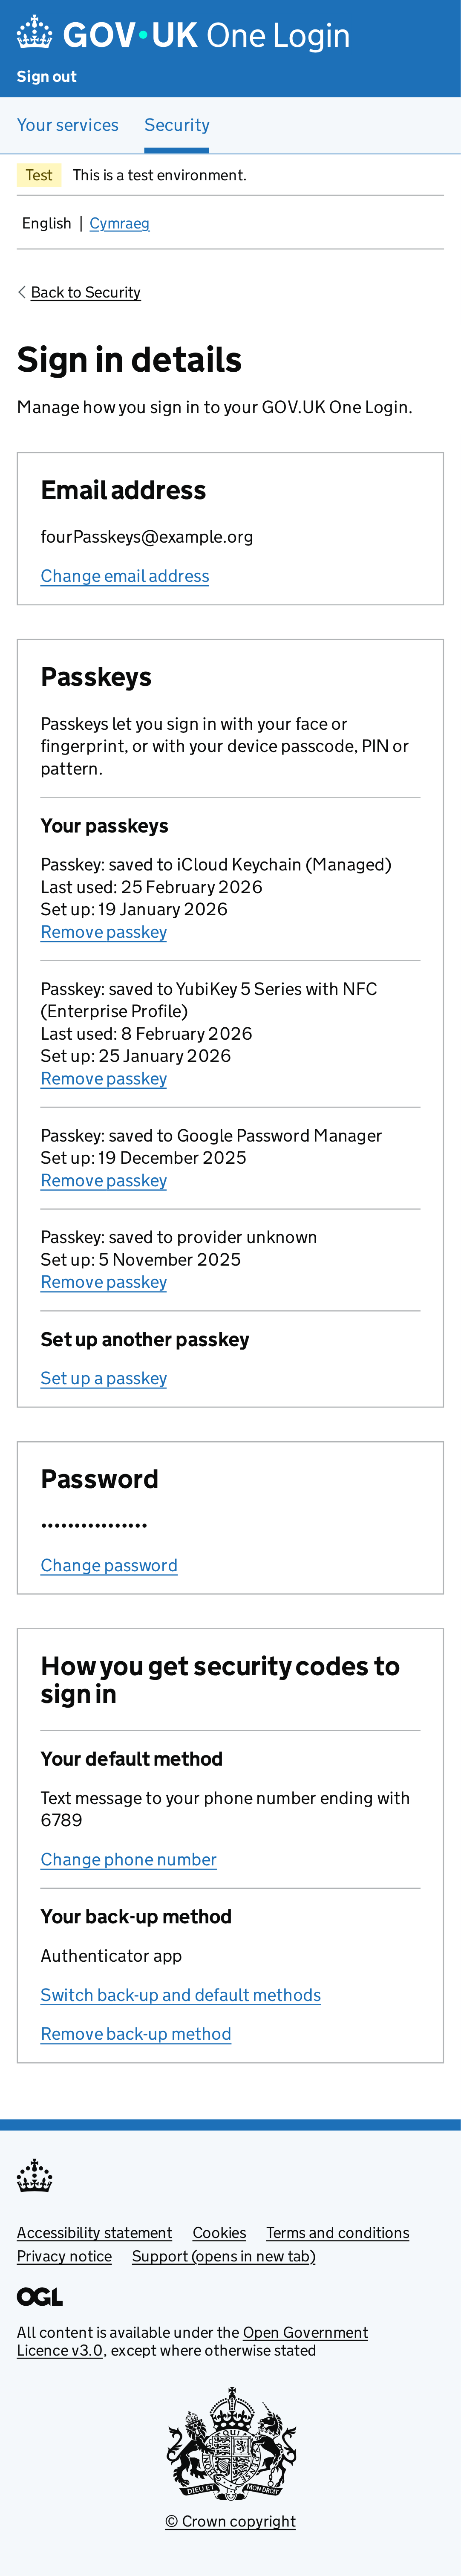 GOV•UK One Login
Sign out
Your services Security
Test This is a test environment.
English | Cymraeg
Back to Security
Sign in details
Manage how you sign in to your GOV.UK One Login.
Email address
fourPasskeys@example.org
Change email address
Passkeys
Passkeys let you sign in with your face or
fingerprint, or with your device passcode, PIN or
pattern.
Your passkeys
Passkey: saved to iCloud Keychain (Managed)
Last used: 25 February 2026
Set up: 19 January 2026
Remove passkey
Passkey: saved to YubiKey 5 Series with NFC
(Enterprise Profile)
Last used: 8 February 2026
Set up: 25 January 2026
Remove passkey
Passkey: saved to Google Password Manager
Set up: 19 December 2025
Remove passkey
Passkey: saved to provider unknown
Set up: 5 November 2025
Remove passkey
Set up another passkey
Set up a passkey
Password
••••••••••••••••
Change password
How you get security codes to
sign in
Your default method
Text message to your phone number ending with
6789
Change phone number
Your back-up method
Authenticator app
Switch back-up and default methods
Remove back-up method
Accessibility statement Cookies Terms and conditions
Privacy notice Support (opens in new tab)
OGL
All content is available under the Open Government
Licence v3.0, except where otherwise stated
DIEU ET MON DROIT
© Crown copyright